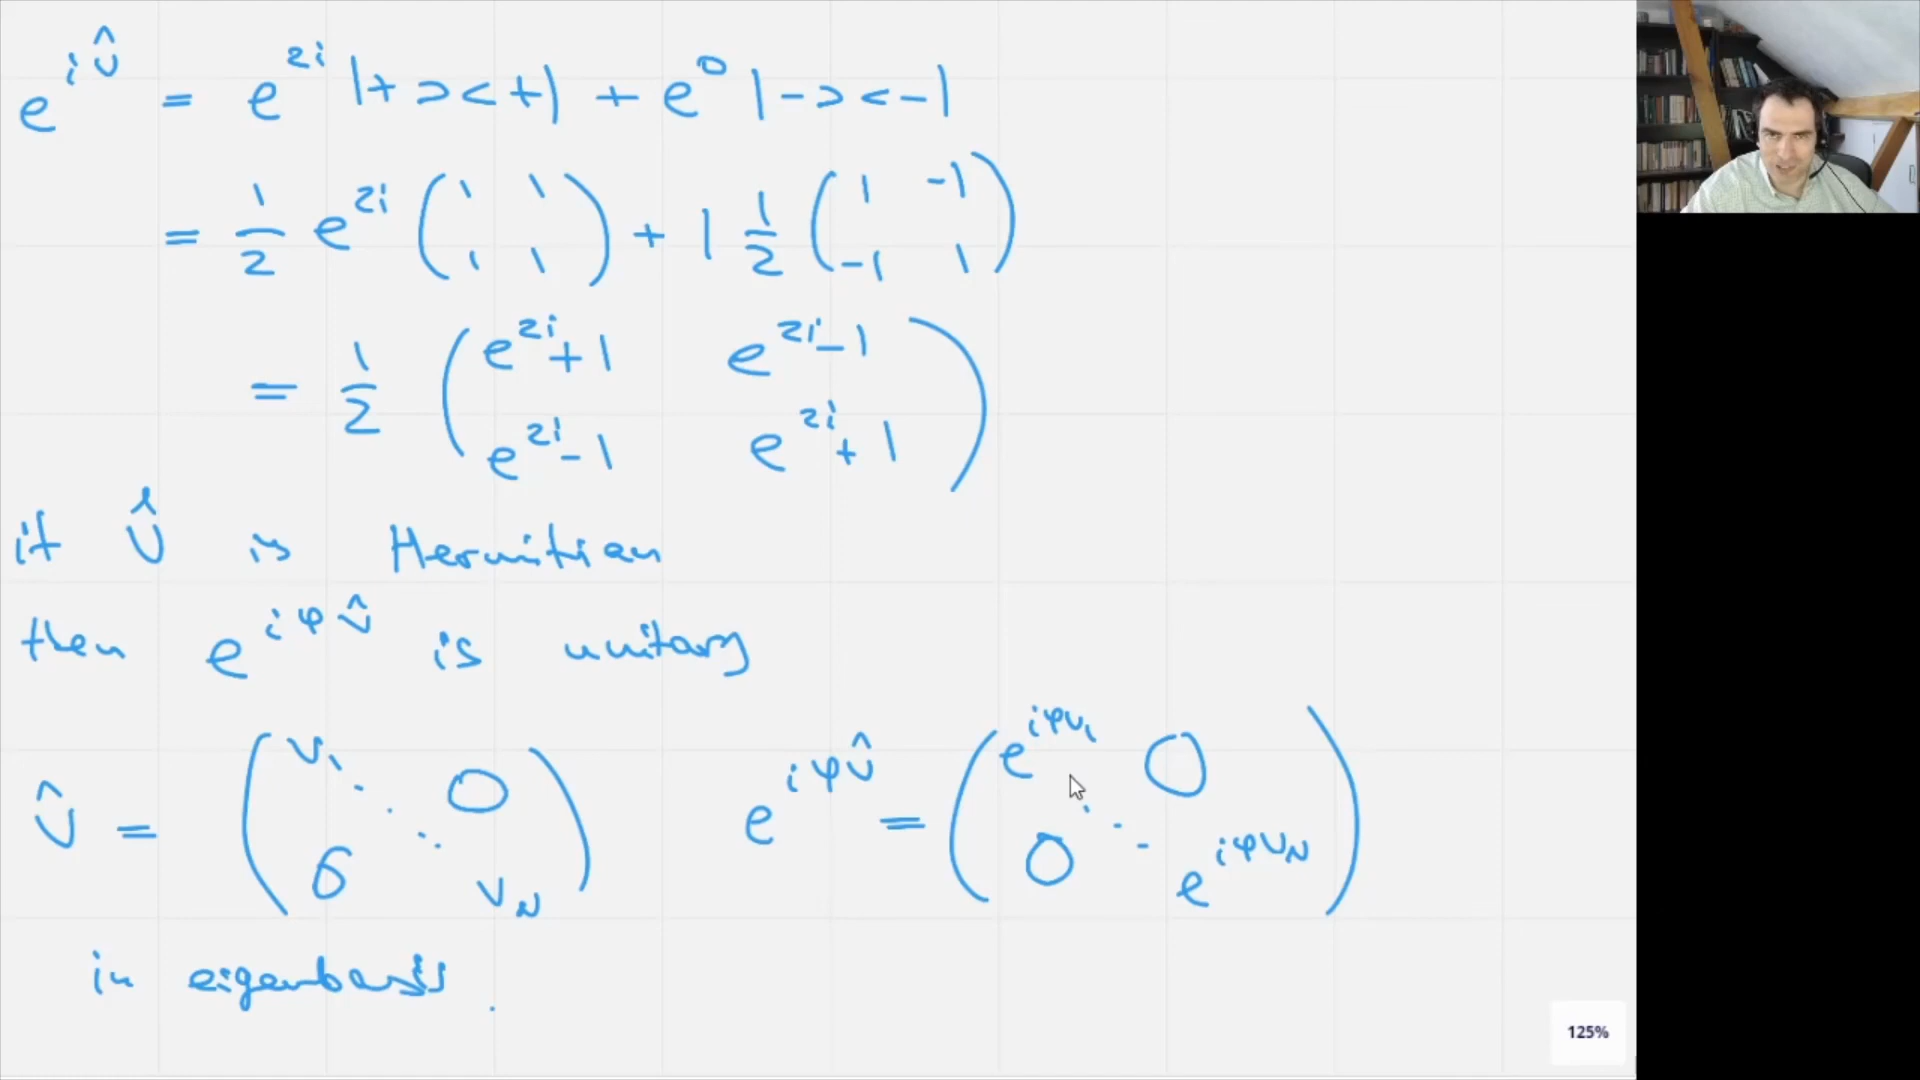 e^{i v̂} = e^{2i} |+><+| + e^0 |-><-|
= 1/2 e^{2i} (1 1; 1 1) + 1 1/2 (1 -1; -1 1)
= 1/2 (e^{2i}+1 e^{2i}-1; e^{2i}-1 e^{2i}+1)
if v̂ is Hermitian
then e^{iφv̂} is unitary
v̂ = (v_1 ⋱ 0; 0 v_N) e^{iφv̂} = (e^{iφv_1} 0; 0 ⋱ e^{iφv_N})
in eigenbasis.
125%